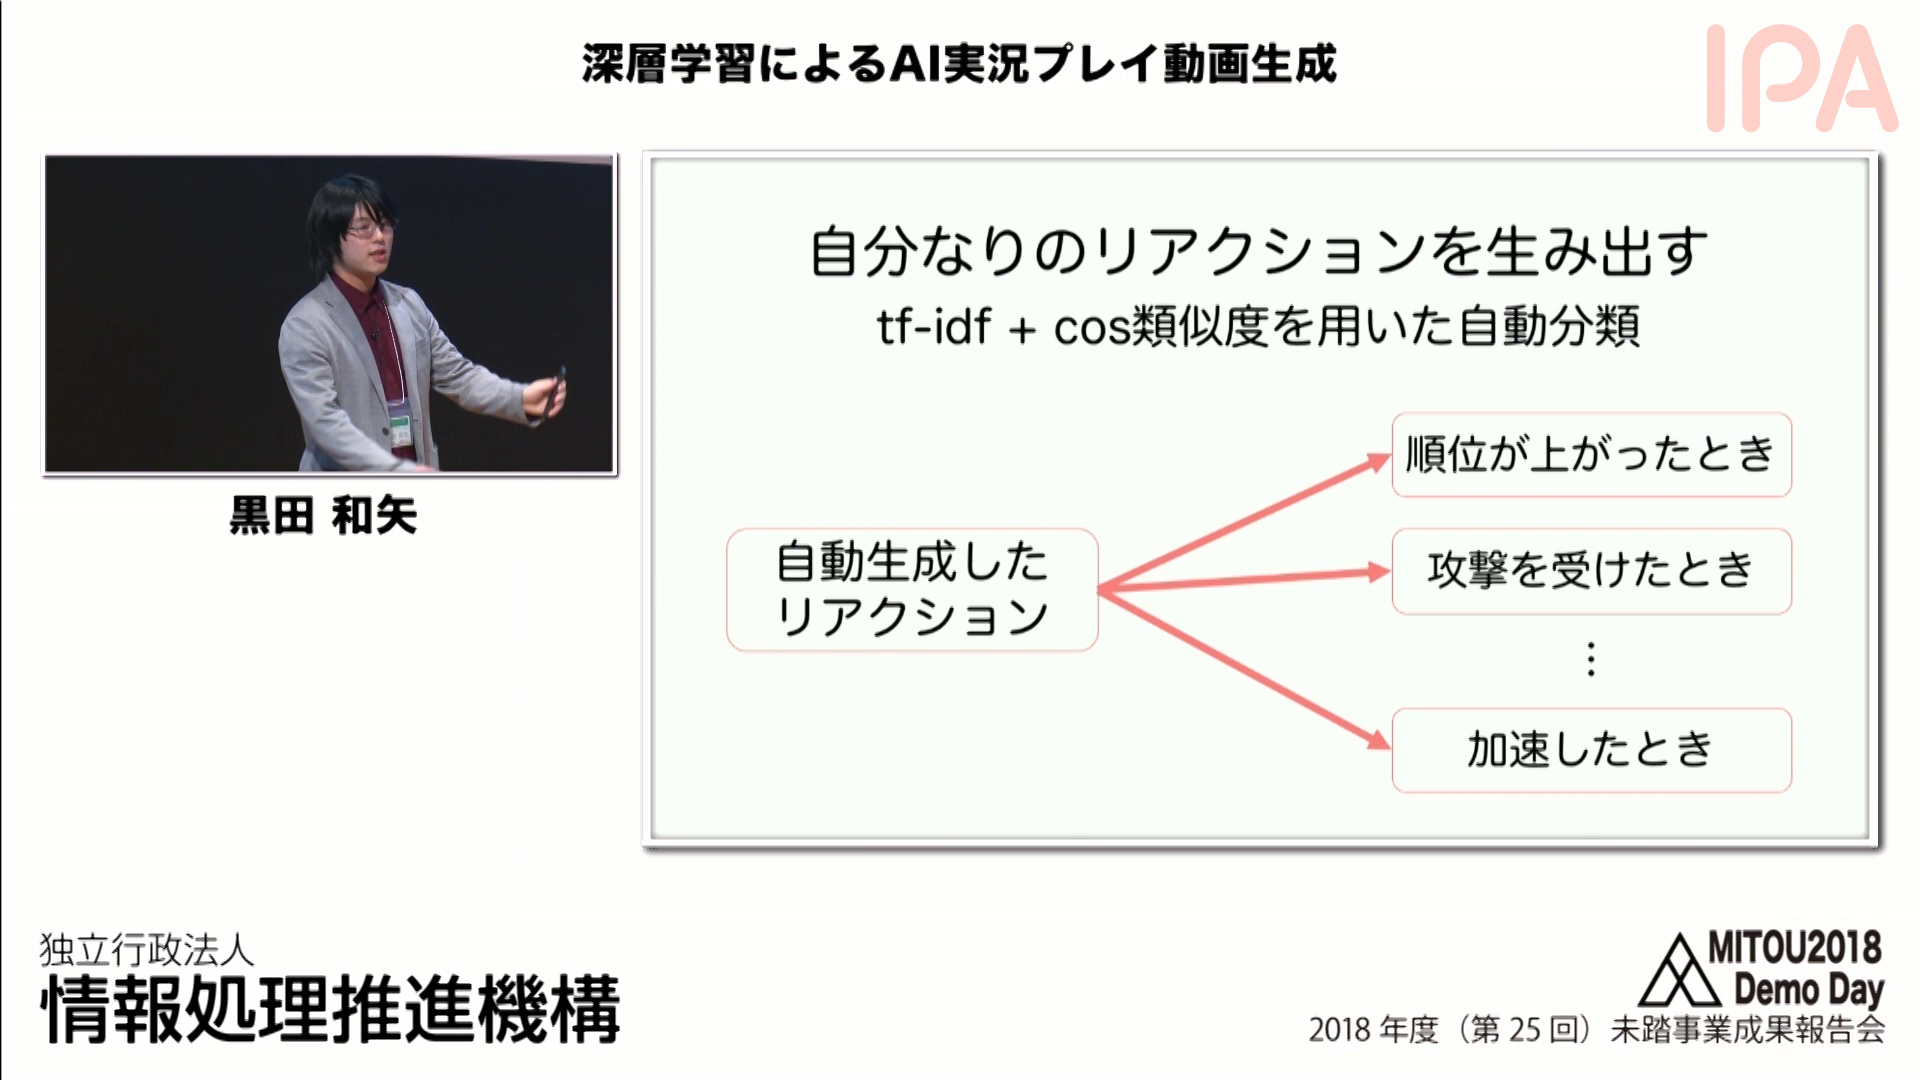 深層学習によるAI実況プレイ動画生成
IPA
黒田 和矢
自分なりのリアクションを生み出す
tf-idf + cos類似度を用いた自動分類
自動生成した
リアクション
順位が上がったとき
攻撃を受けたとき
⋮
加速したとき
独立行政法人
情報処理推進機構
MITOU2018
Demo Day
2018 年度（第 25 回）未踏事業成果報告会